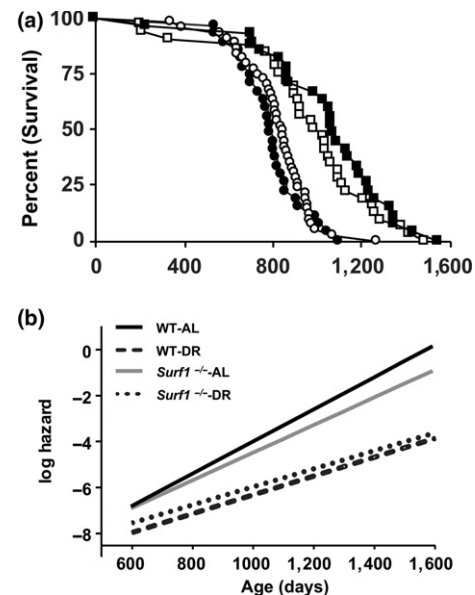 (a)
100
75
50
25
0
Percent (Survival)
0 400 800 1,200 1,600
(b)
WT-AL
WT-DR
Surf1 -/--AL
Surf1 -/--DR
0
−2
−4
−6
−8
log hazard
600 800 1000 1,200 1,400 1,600
Age (days)